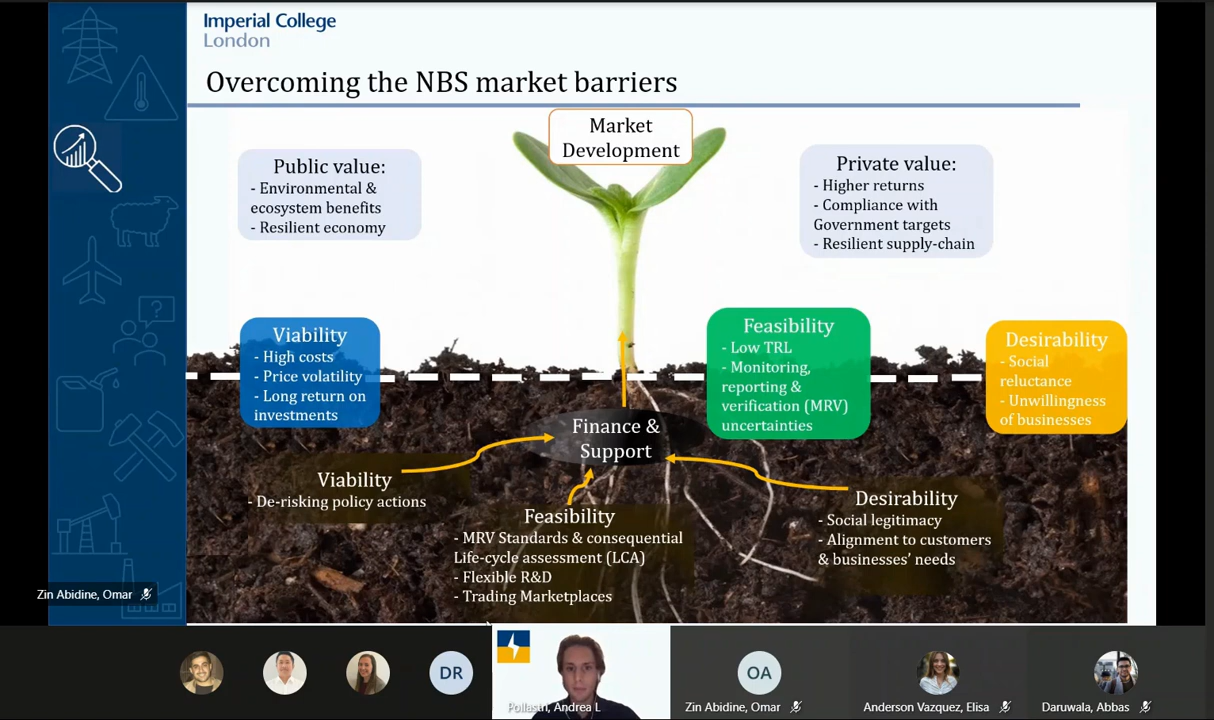 Imperial College
London
Overcoming the NBS market barriers
Market
Development
Public value:
- Environmental &
ecosystem benefits
- Resilient economy
Private value:
- Higher returns
- Compliance with
Government targets
- Resilient supply-chain
Viability
- High costs
- Price volatility
- Long return on
investments
Feasibility
- Low TRL
- Monitoring,
reporting &
verification (MRV)
uncertainties
Desirability
- Social
reluctance
- Unwillingness
of businesses
Finance &
Support
Viability
- De-risking policy actions
Feasibility
- MRV Standards & consequential
Life-cycle assessment (LCA)
- Flexible R&D
- Trading Marketplaces
Desirability
- Social legitimacy
- Alignment to customers
& businesses' needs
Zin Abidine, Omar
DR
Pollastri, Andrea L
OA
Zin Abidine, Omar
Anderson Vazquez, Elisa
Daruwala, Abbas